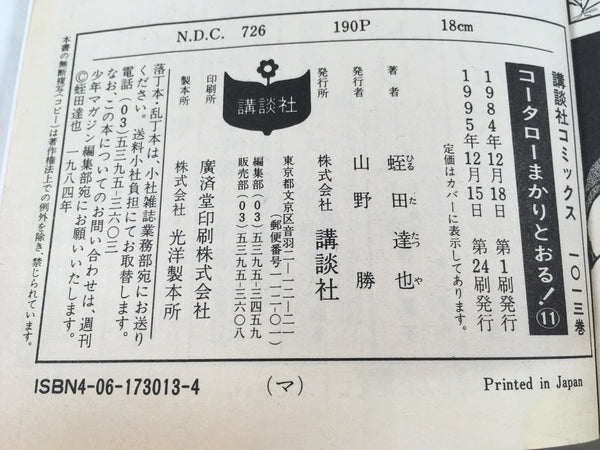 N.D.C. 726 190P 18cm
講談社コミックス 一〇一三巻
コータローまかりとおる！⑪
1984年12月18日 第1刷発行
1995年12月15日 第24刷発行
定価はカバーに表示してあります。
著者 蛭田達也
ひる た たつ や
発行者 山野 勝
発行所 株式会社 講談社
東京都文京区音羽二―一二―二一
(郵便番号 一一二―〇一)
編集部(〇三)五三九五―三四五九
販売部(〇三)五三九五―三六〇八
講談社
印刷所 廣済堂印刷株式会社
製本所 株式会社 光洋製本所
落丁本・乱丁本は、小社雑誌業務部宛にお送り
ください。送料小社負担にてお取替します。
電話(〇三)五三九五―三六〇三
なお、この本についてのお問い合わせは、週刊
少年マガジン編集部宛にお願いいたします。
©蛭田達也 一九八四年
本書の無断複写(コピー)は著作権法上での例外を除き、禁じられています。
ISBN4-06-173013-4 (マ) Printed in Japan